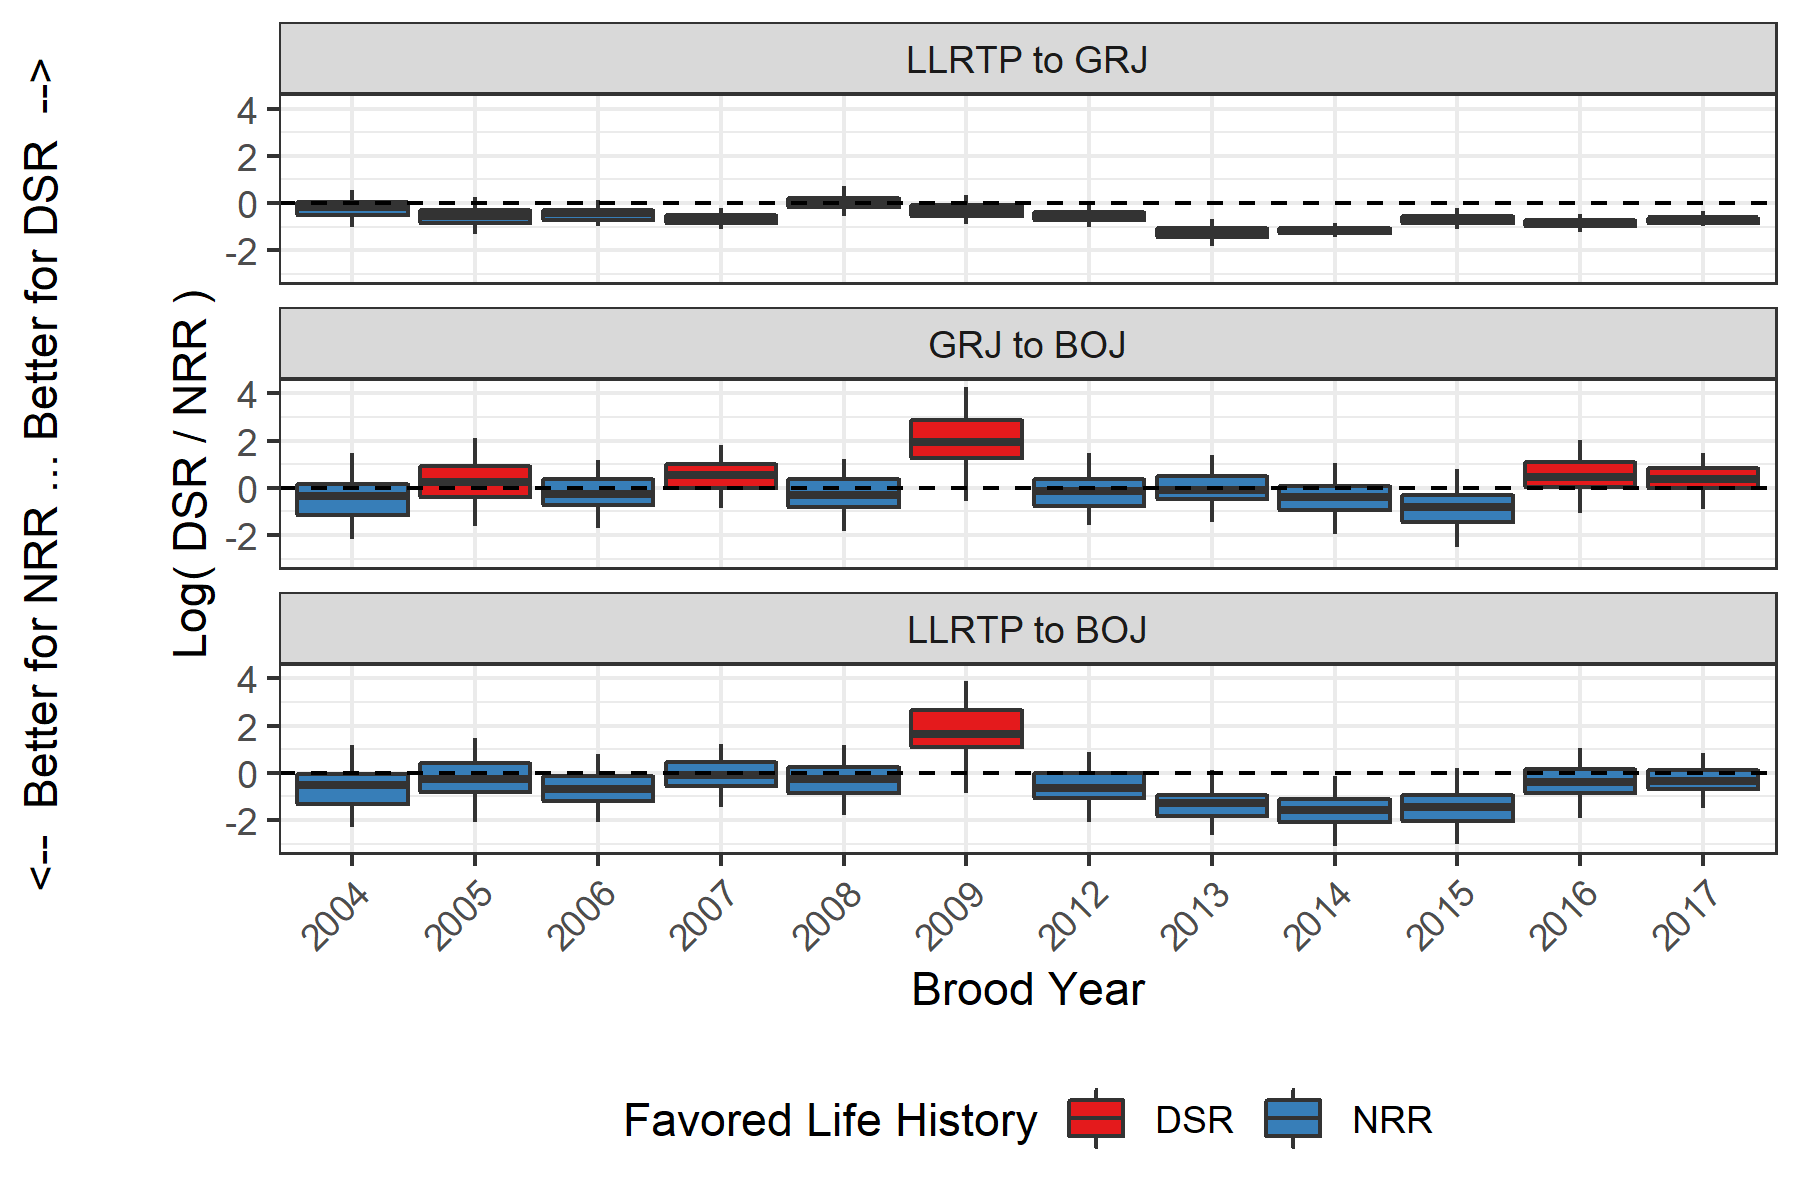 <-- Better for NRR ... Better for DSR -->
Log( DSR / NRR )
LLRTP to GRJ
4
2
0
-2
GRJ to BOJ
4
2
0
-2
LLRTP to BOJ
4
2
0
-2
2004 2005 2006 2007 2008 2009 2012 2013 2014 2015 2016 2017
Brood Year
Favored Life History DSR NRR